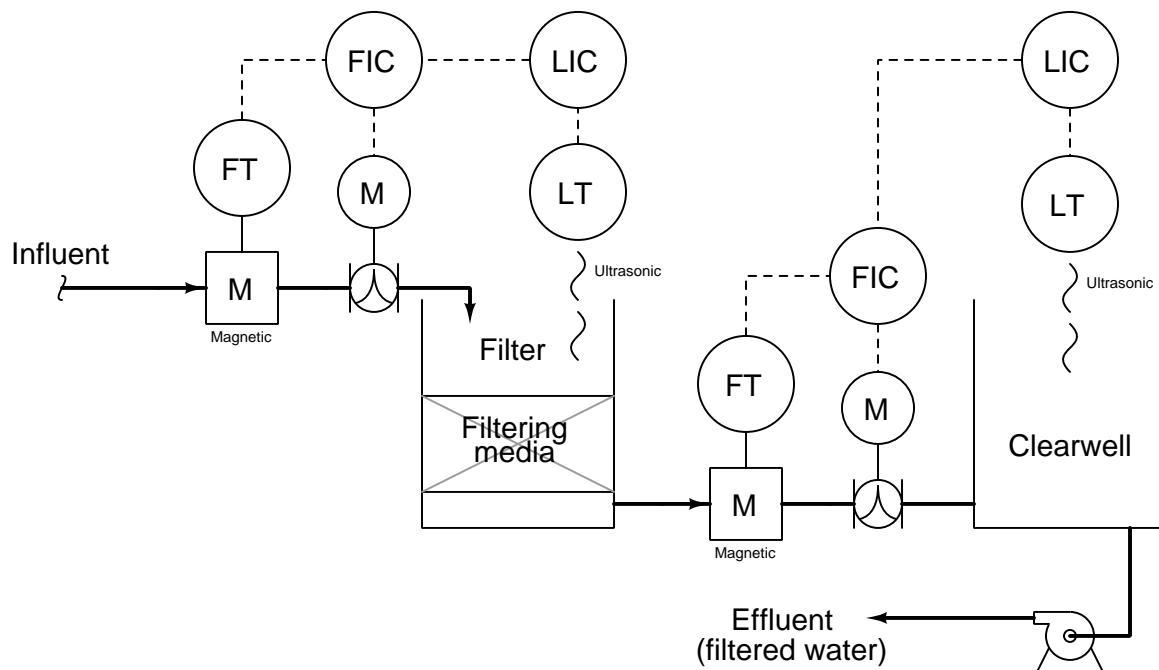 FIC
LIC
LIC
FT
M
LT
LT
Influent
M
Magnetic
Ultrasonic
FIC
Ultrasonic
Filter
FT
M
Filtering
media
Clearwell
M
Magnetic
Effluent
(filtered water)